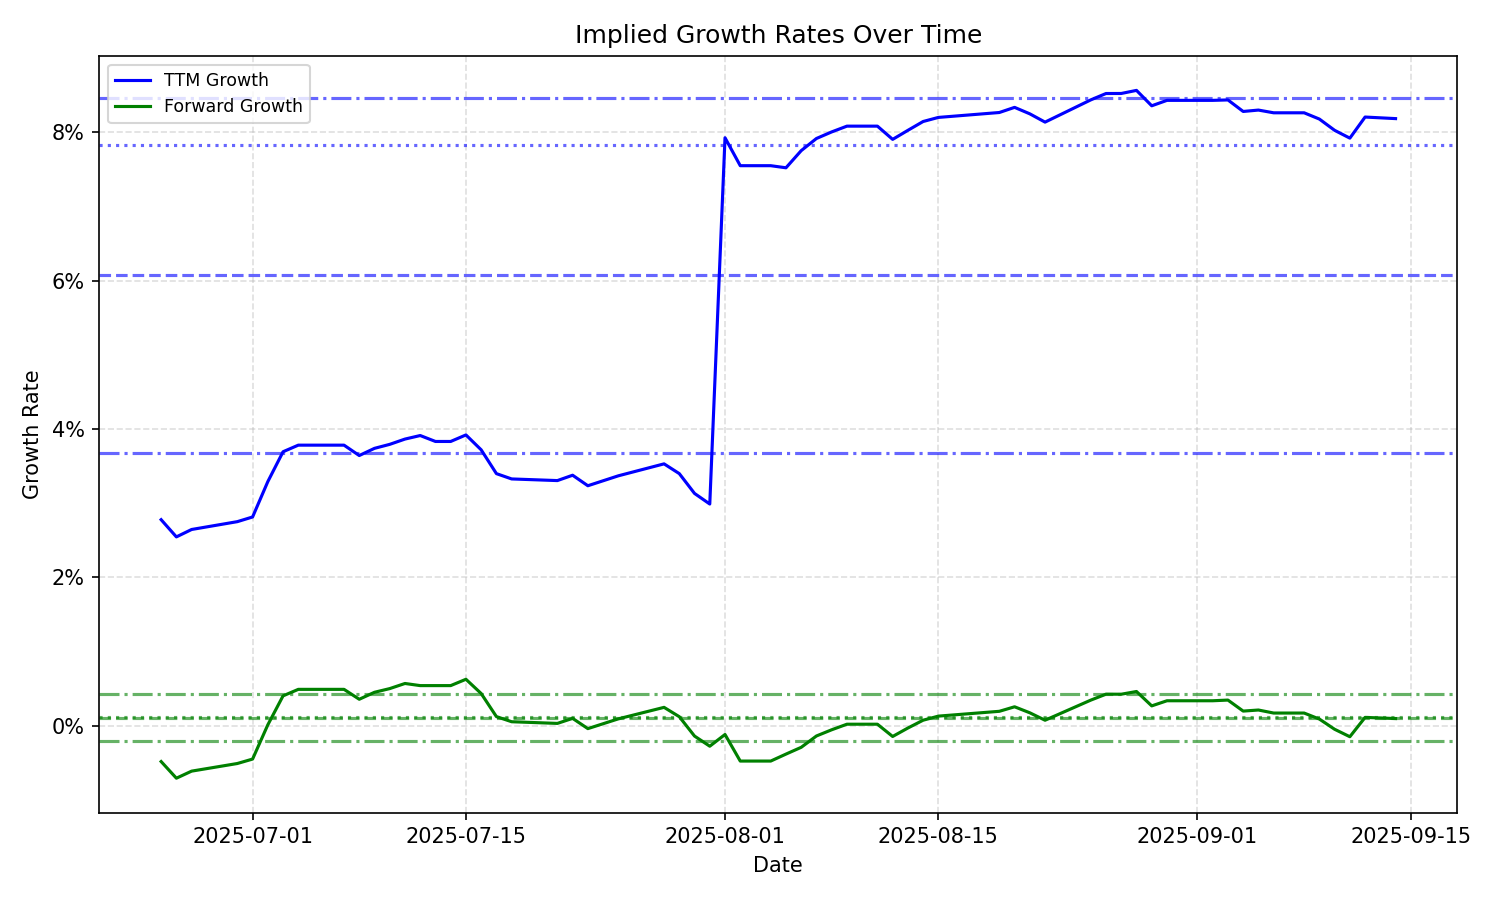 Implied Growth Rates Over Time
TTM Growth
Forward Growth
8%
6%
4%
2%
0%
Growth Rate
2025-07-01
2025-07-15
2025-08-01
2025-08-15
2025-09-01
2025-09-15
Date